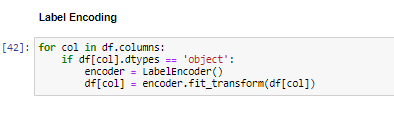 Label Encoding
[42]: for col in df.columns:
    if df[col].dtypes == 'object':
        encoder = LabelEncoder()
        df[col] = encoder.fit_transform(df[col])